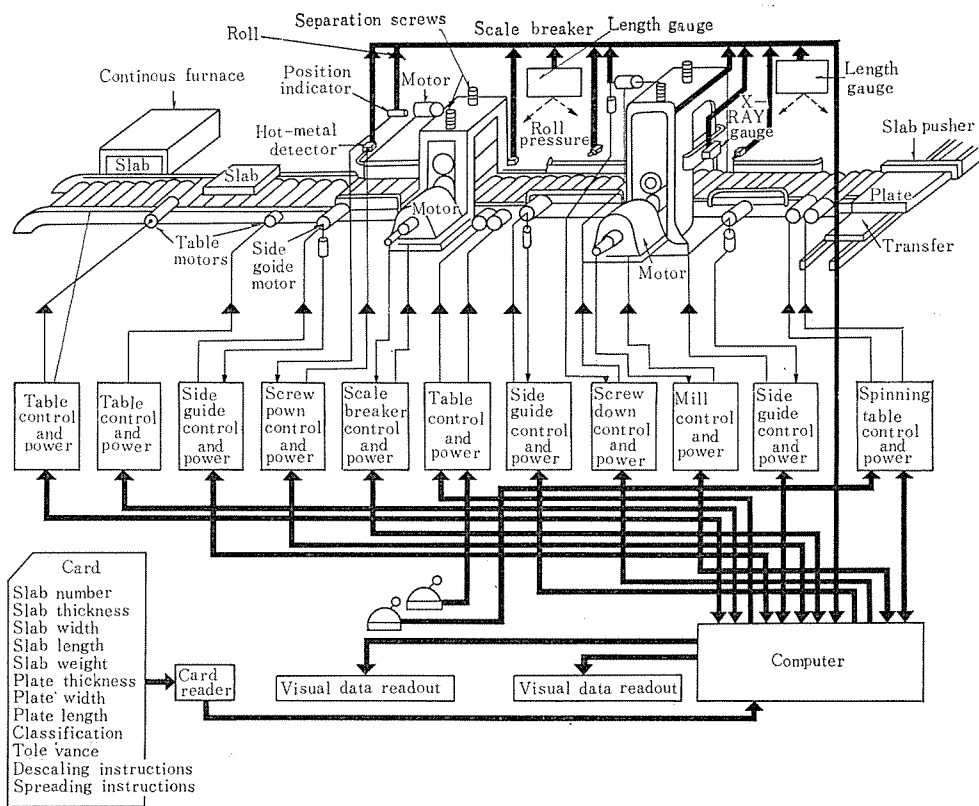 Separation screws
Length gauge
Roll
Scale breaker
Continous furnace
Position
indicator
Motor
Length
gauge
Hot-metal
detector
Roll
pressure
X-
RAY
gauge
Slab pusher
Slab
Slab
Plate
Motor
Table
motors
Side
goide
motor
Motor
Transfer
Table
control
and
power
Table
control
and
power
Side
guide
control
and
power
Screw
pown
control
and
power
Scale
breaker
control
and
power
Table
control
and
power
Side
guide
control
and
power
Screw
down
control
and
power
Mill
control
and
power
Side
guide
control
and
power
Spinning
table
control
and
power
Card
Slab number
Slab thickness
Slab width
Slab length
Slab weight
Plate thickness
Plate width
Plate length
Classification
Tole vance
Descaling instructions
Spreading instructions
Card
reader
Visual data readout
Visual data readout
Computer